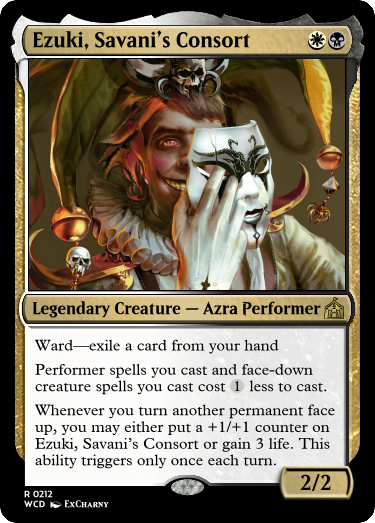 Ezuki, Savani's Consort
Legendary Creature — Azra Performer
Ward—exile a card from your hand
Performer spells you cast and face-down
creature spells you cast cost 1 less to cast.
Whenever you turn another permanent face
up, you may either put a +1/+1 counter on
Ezuki, Savani's Consort or gain 3 life. This
ability triggers only once each turn.
2/2
R 0212
WCD ExCharny